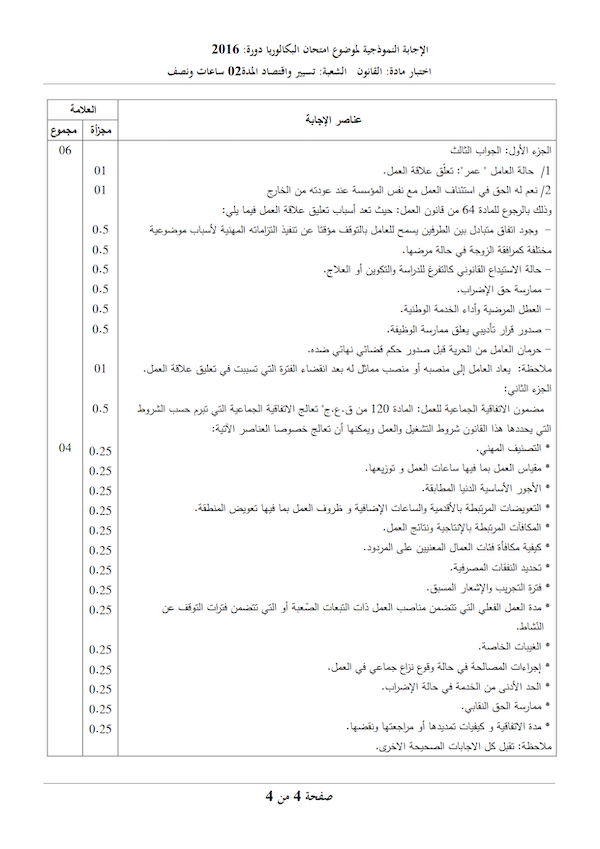 الإجابة النموذجية لموضوع امتحان البكالوريا دورة: 2016
اختبار مادة: القانون الشعبة: تسيير واقتصاد المدة02 ساعات ونصف
عناصر الإجابة
العلامة
مجزأة
مجموع
الجزء الأول: الجواب الثالث 06
1/ حالة العامل " عمر": تعلّق علاقة العمل. 01
2/ نعم له الحق في استئناف العمل مع نفس المؤسسة عند عودته من الخارج 01
وذلك بالرجوع للمادة 64 من قانون العمل: حيث تعد أسباب تعليق علاقة العمل فيما يلي:
– وجود اتفاق متبادل بين الطرفين يسمح للعامل بالتوقف مؤقتا عن تنفيذ التزاماته المهنية لأسباب موضوعية 0.5
مختلفة كمرافقة الزوجة في حالة مرضها. 0.5
– حالة الاستيداع القانوني كالتفرغ للدراسة والتكوين أو العلاج. 0.5
– ممارسة حق الإضراب. 0.5
– العطل المرضية وأداء الخدمة الوطنية. 0.5
– صدور قرار تأديبي يعلق ممارسة الوظيفة. 0.5
– حرمان العامل من الحرية قبل صدور حكم قضائي نهائي ضده.
ملاحظة: يعاد العامل إلى منصبه أو منصب مماثل له بعد انقضاء الفترة التي تسببت في تعليق علاقة العمل. 01
الجزء الثاني:
مضمون الاتفاقية الجماعية للعمل: المادة 120 من ق.ع.ج" تعالج الاتفاقية الجماعية التي تبرم حسب الشروط 0.5
التي يحددها هذا القانون شروط التشغيل والعمل ويمكنها أن تعالج خصوصا العناصر الآتية:
* التصنيف المهني. 0.25 04
* مقياس العمل بما فيها ساعات العمل و توزيعها. 0.25
* الأجور الأساسية الدنيا المطابقة. 0.25
* التعويضات المرتبطة بالأقدمية والساعات الإضافية و ظروف العمل بما فيها تعويض المنطقة. 0.25
* المكافآت المرتبطة بالإنتاجية ونتائج العمل. 0.25
* كيفية مكافأة فئات العمال المعنيين على المردود. 0.25
* تحديد النفقات المصرفية. 0.25
* فترة التجريب والإشعار المسبق. 0.25
* مدة العمل الفعلي التي تتضمن مناصب العمل ذات التبعات الصّعبة أو التي تتضمن فترات التوقف عن 0.25
النّشاط.
* الغيبات الخاصة. 0.25
* إجراءات المصالحة في حالة وقوع نزاع جماعي في العمل. 0.25
* الحد الأدنى من الخدمة في حالة الإضراب. 0.25
* ممارسة الحق النقابي. 0.25
* مدة الاتفاقية و كيفيات تمديدها أو مراجعتها ونقضها. 0.25
ملاحظة: تقبل كل الاجابات الصحيحة الاخرى.
صفحة 4 من 4